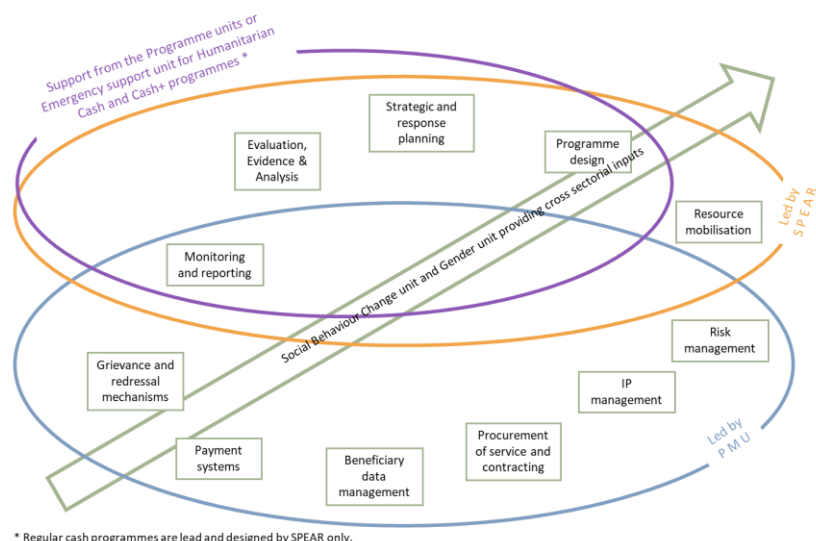 Support from the Programme units or
Emergency support unit for Humanitarian
Cash and Cash+ programmes *
Strategic and
response
planning
Evaluation,
Evidence &
Analysis
Programme
design
Resource
mobilisation
Led by
SPEAR
Monitoring
and reporting
Social Behaviour Change unit and Gender unit providing cross sectorial inputs
Risk
management
Grievance and
redressal
mechanisms
IP
management
Payment
systems
Beneficiary
data
management
Procurement
of service and
contracting
Led by
PMU
* Regular cash programmes are lead and designed by SPEAR only.